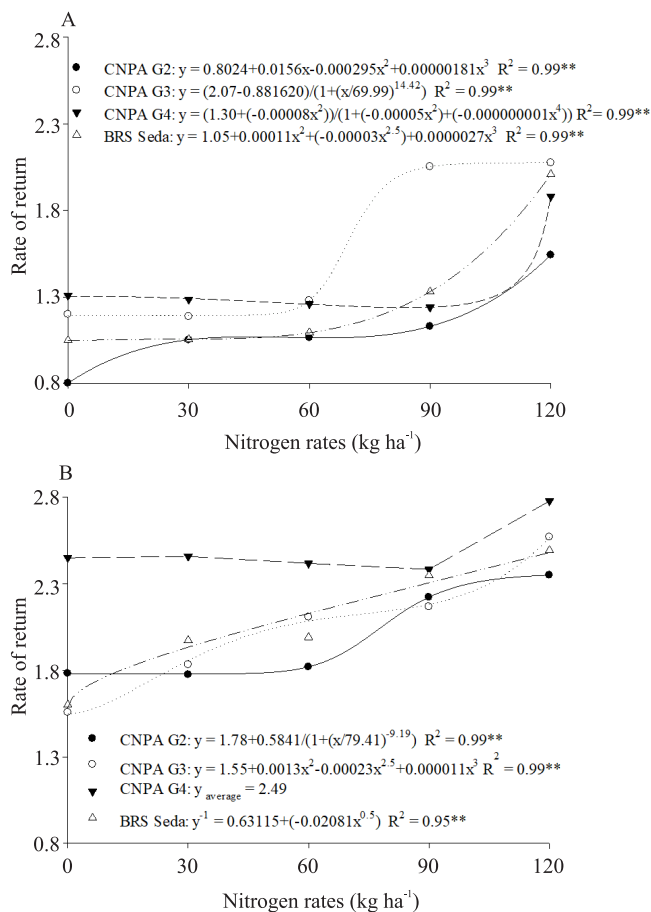 A
2.8
CNPA G2: y = 0.8024+0.0156x-0.000295x²+0.00000181x³ R² = 0.99**
CNPA G3: y = (2.07-0.881620)/(1+(x/69.99)^14.42) R² = 0.99**
CNPA G4: y = (1.30+(-0.00008x²))/(1+(-0.00005x²)+(-0.000000001x⁴)) R² = 0.99**
BRS Seda: y = 1.05+0.00011x²+(-0.00003x^2.5)+0.0000027x³ R² = 0.99**
2.3
1.8
1.3
0.8
Rate of return
0 30 60 90 120
Nitrogen rates (kg ha⁻¹)
B
2.8
2.3
1.8
1.3
0.8
Rate of return
CNPA G2: y = 1.78+0.5841/(1+(x/79.41)^-9.19) R² = 0.99**
CNPA G3: y = 1.55+0.0013x²-0.00023x^2.5+0.000011x³ R² = 0.99**
CNPA G4: y average = 2.49
BRS Seda: y⁻¹ = 0.63115+(-0.02081x^0.5) R² = 0.95**
0 30 60 90 120
Nitrogen rates (kg ha⁻¹)